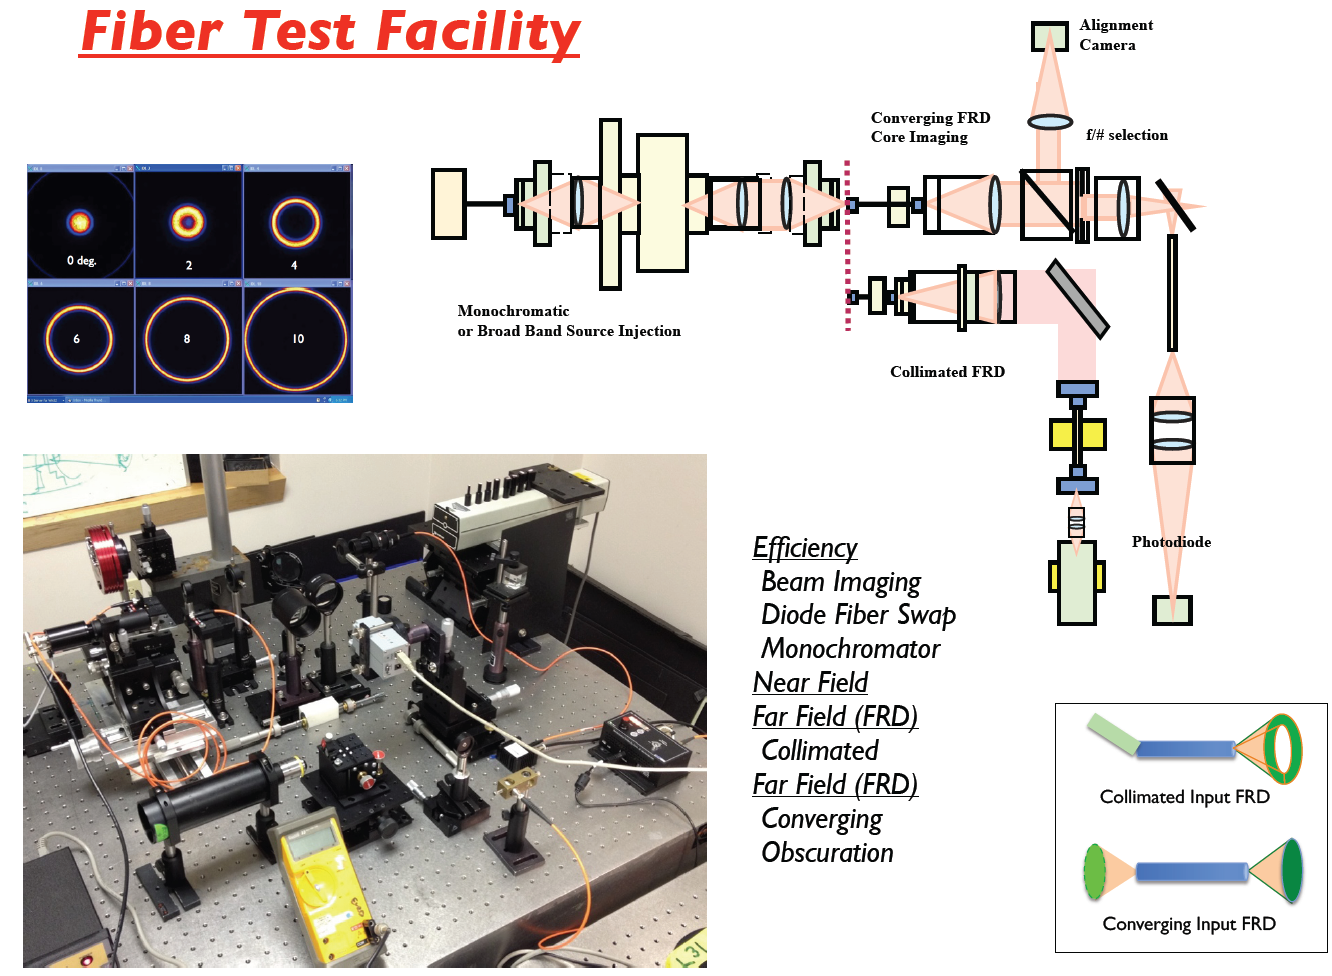 Fiber Test Facility
Alignment
Camera
Converging FRD
Core Imaging
f/# selection
0 deg.
2
4
6
8
10
Monochromatic
or Broad Band Source Injection
Collimated FRD
Photodiode
Efficiency
Beam Imaging
Diode Fiber Swap
Monochromator
Near Field
Far Field (FRD)
Collimated
Far Field (FRD)
Converging
Obscuration
Collimated Input FRD
Converging Input FRD
L31